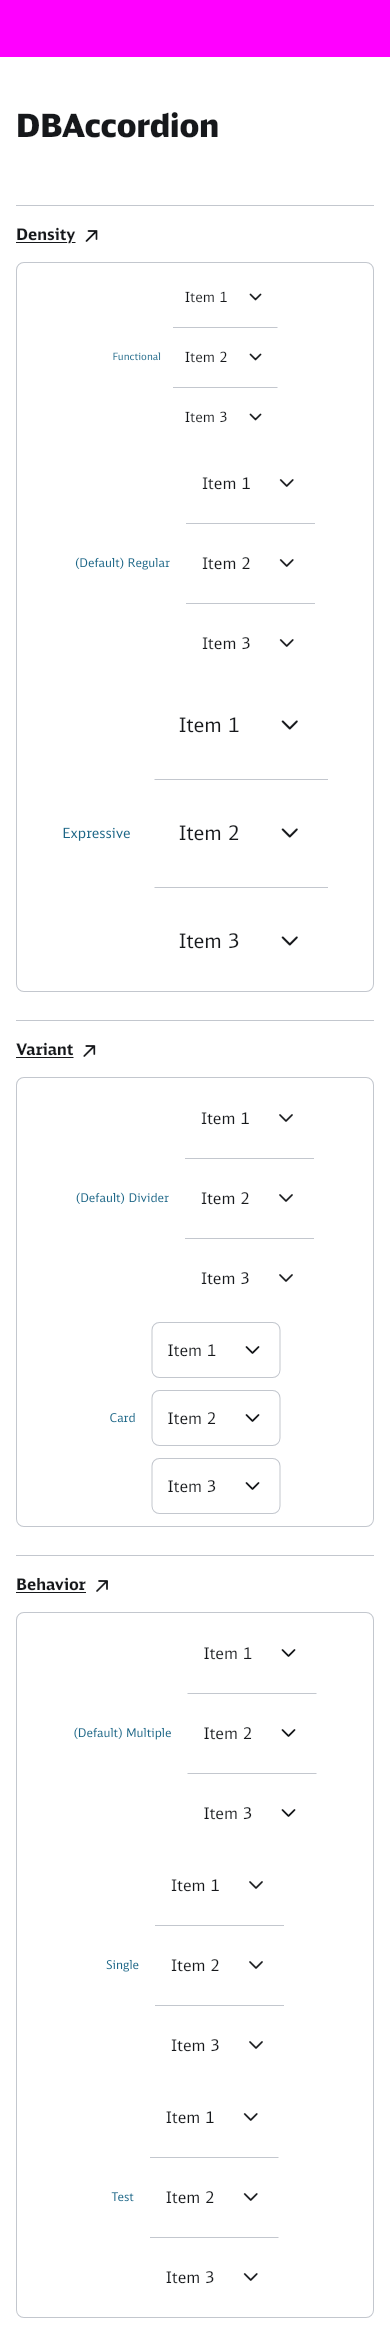 DBAccordion
Density
Item 1
Functional Item 2
Item 3
Item 1
(Default) Regular Item 2
Item 3
Item 1
Expressive Item 2
Item 3
Variant
Item 1
(Default) Divider Item 2
Item 3
Item 1
Card Item 2
Item 3
Behavior
Item 1
(Default) Multiple Item 2
Item 3
Item 1
Single Item 2
Item 3
Item 1
Test Item 2
Item 3